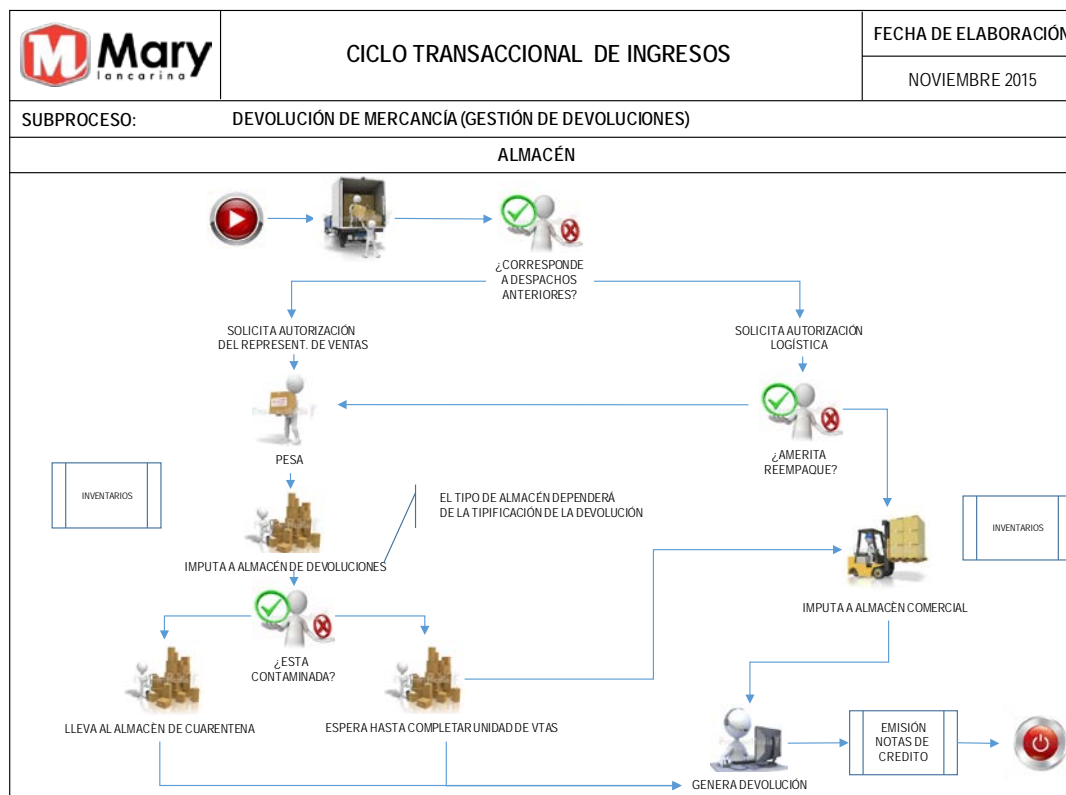 Mary
lancarina
CICLO TRANSACCIONAL DE INGRESOS
FECHA DE ELABORACIÓN
NOVIEMBRE 2015
SUBPROCESO:
DEVOLUCIÓN DE MERCANCÍA (GESTIÓN DE DEVOLUCIONES)
ALMACÉN
¿CORRESPONDE
A DESPACHOS
ANTERIORES?
SOLICITA AUTORIZACIÓN
DEL REPRESENT. DE VENTAS
SOLICITA AUTORIZACIÓN
LOGÍSTICA
PESA
¿AMERITA
REEMPAQUE?
INVENTARIOS
EL TIPO DE ALMACÉN DEPENDERÁ
DE LA TIPIFICACIÓN DE LA DEVOLUCIÓN
INVENTARIOS
IMPUTA A ALMACÉN DE DEVOLUCIONES
IMPUTA A ALMACÈN COMERCIAL
¿ESTA
CONTAMINADA?
LLEVA AL ALMACÈN DE CUARENTENA
ESPERA HASTA COMPLETAR UNIDAD DE VTAS
EMISIÓN
NOTAS DE
CREDITO
GENERA DEVOLUCIÓN